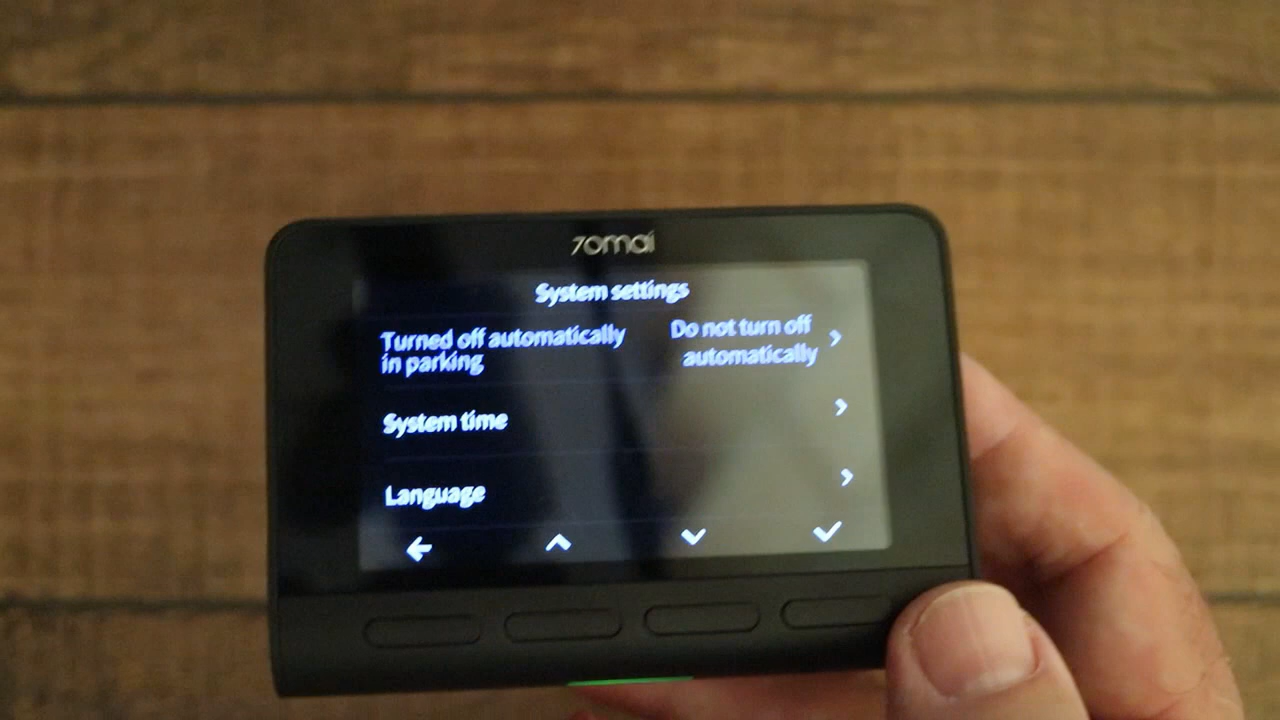 70mai
System settings
Turned off automatically
in parking
Do not turn off
automatically
System time
Language